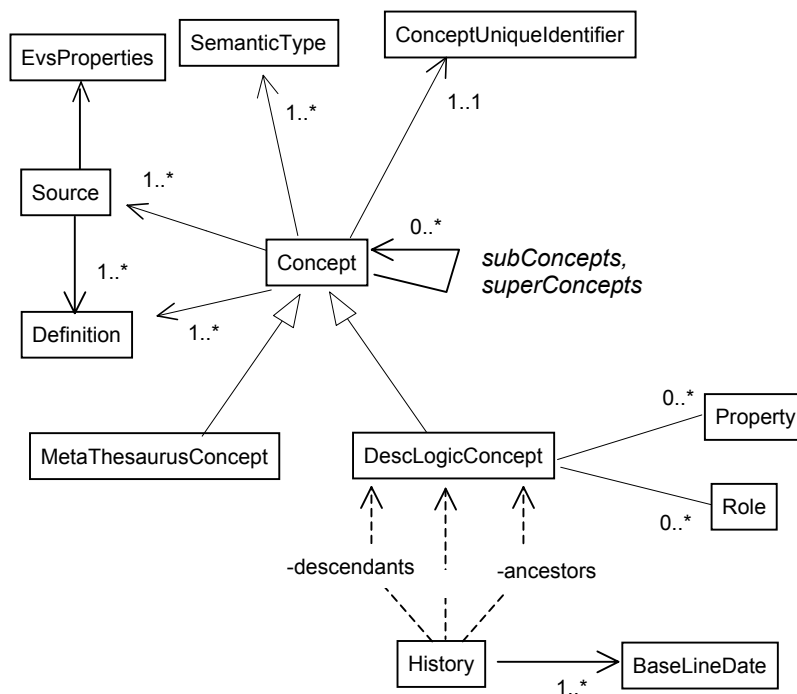 SemanticType
ConceptUniqueIdentifier
EvsProperties
1..*
1..1
Source
1..*
0..*
Concept
subConcepts,
superConcepts
1..*
Definition
1..*
0..*
Property
MetaThesaurusConcept
DescLogicConcept
Role
0..*
-descendants
-ancestors
History
BaseLineDate
1..*